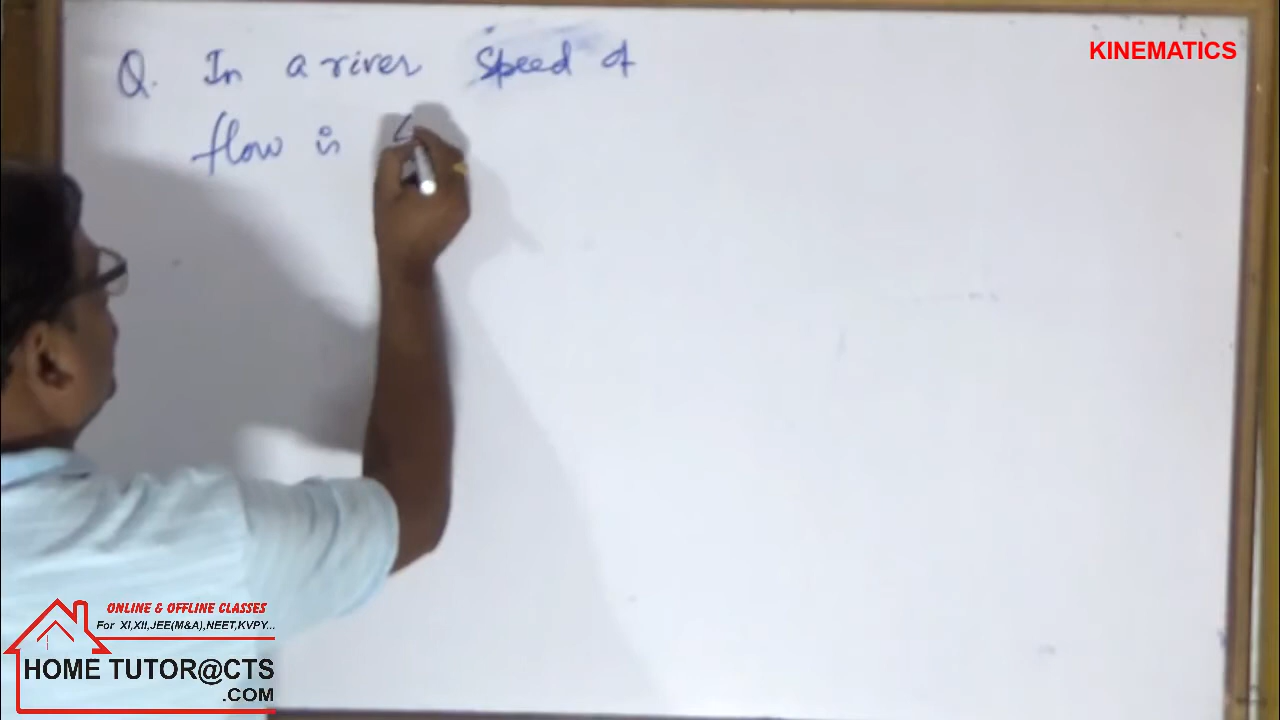 KINEMATICS
Q. In a river speed of
flow is
ONLINE & OFFLINE CLASSES
For XI,XII,JEE(M&A),NEET,KVPY...
HOME TUTOR@CTS
.COM